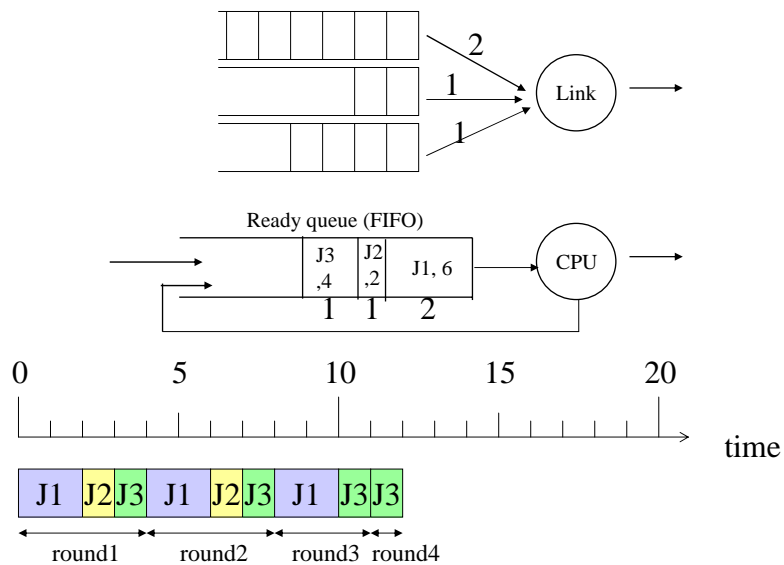 2
1
Link
1
Ready queue (FIFO)
J3
,4
J2
,2
J1, 6
CPU
1 1 2
0 5 10 15 20
time
J1 J2 J3 J1 J2 J3 J1 J3 J3
round1 round2 round3 round4